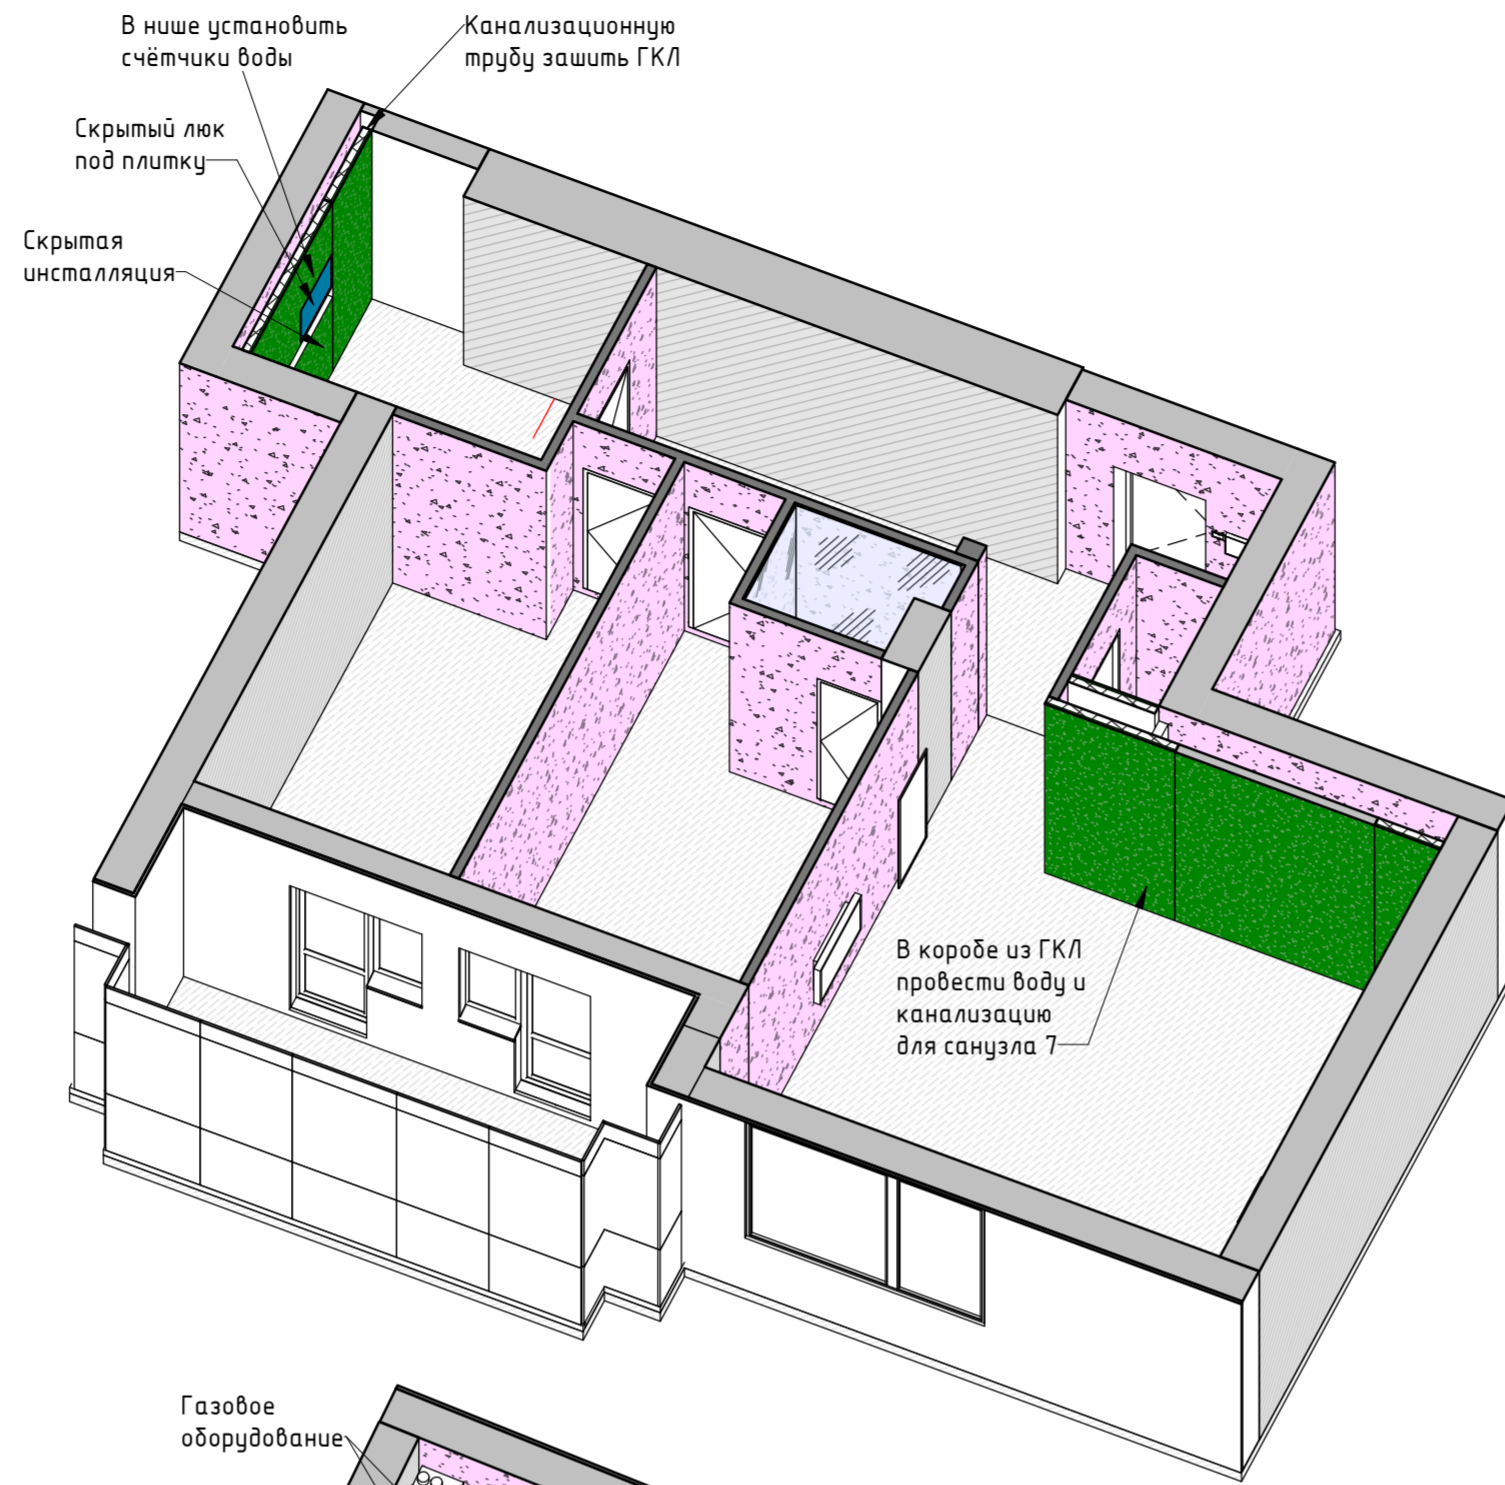 В нише установить
счётчики воды
Канализационную
трубу зашить ГКЛ
Скрытый люк
под плитку
Скрытая
инсталляция
В коробе из ГКЛ
провести воду и
канализацию
для санузла 7
Газовое
оборудование